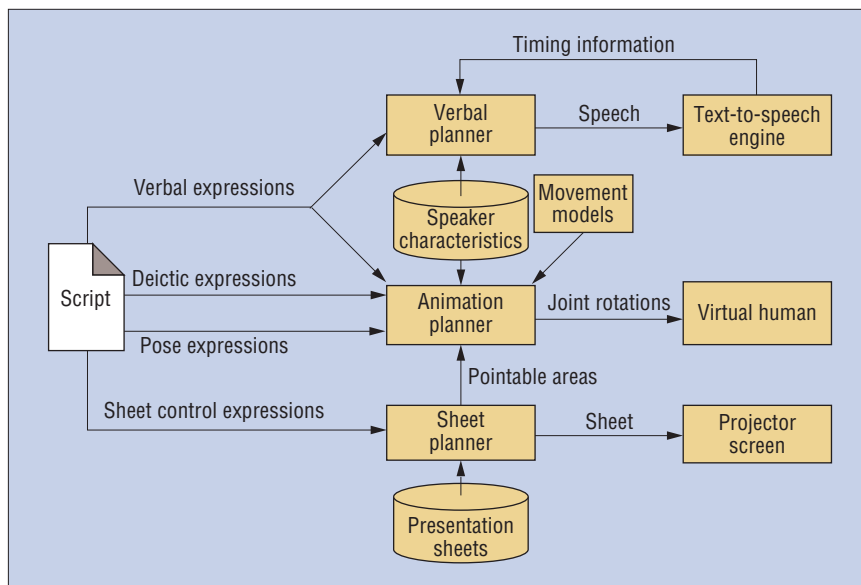 Timing information
Verbal
planner
Speech
Text-to-speech
engine
Verbal expressions
Speaker
characteristics
Movement
models
Script
Deictic expressions
Animation
planner
Joint rotations
Virtual human
Pose expressions
Pointable areas
Sheet control expressions
Sheet
planner
Sheet
Projector
screen
Presentation
sheets